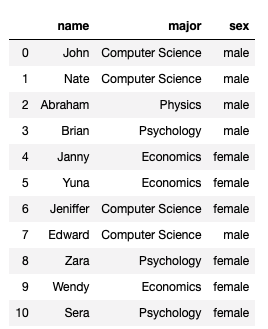 name major sex
0 John Computer Science male
1 Nate Computer Science male
2 Abraham Physics male
3 Brian Psychology male
4 Janny Economics female
5 Yuna Economics female
6 Jeniffer Computer Science female
7 Edward Computer Science male
8 Zara Psychology female
9 Wendy Economics female
10 Sera Psychology female